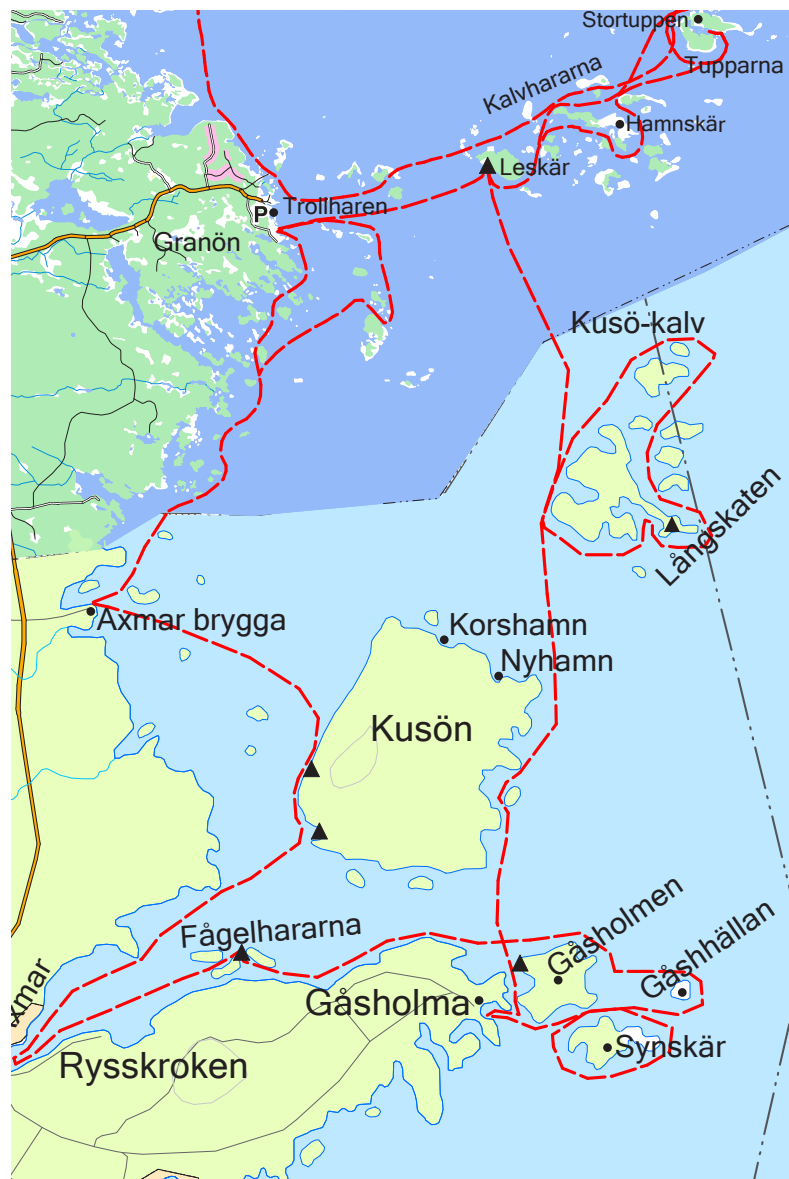 Stortuppen
Tupparna
Kalvhararna
Hamnskär
Leskär
P
Trollharen
Granön
Kusö-kalv
Långskaten
Axmar brygga
Korshamn
Nyhamn
Kusön
Fågelhararna
Gåsholmen
Gåshhällan
Gåsholma
Synskär
Rysskroken